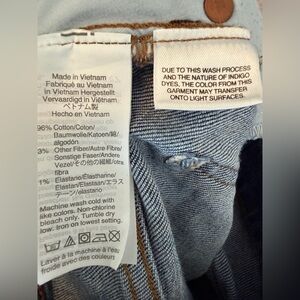 Made in Vietnam
Fabriqué au Vietnam
In Vietnam Hergestellt
Vervaardigd in Viëtnam
ベトナム製
Hecho en Vietnam
96% Cotton/Coton/
Baumwolle/Katoen/綿/
algodón
3% Other Fiber/Autre Fibre/
Sonstige Faser/Andere
Vezel/その他の繊維/otra
fibra
1% Elastane/Élasthanne/
Elastan/Elastaan/エラス
テーン/elastano
Machine wash cold with
like colors. Non-chlorine
bleach only. Tumble dry
low. Iron on lowest setting.
Laver à la machine à l'eau
froide avec des
DUE TO THIS WASH PROCESS
AND THE NATURE OF INDIGO
DYES, THE COLOR FROM THIS
GARMENT MAY TRANSFER
ONTO LIGHT SURFACES.